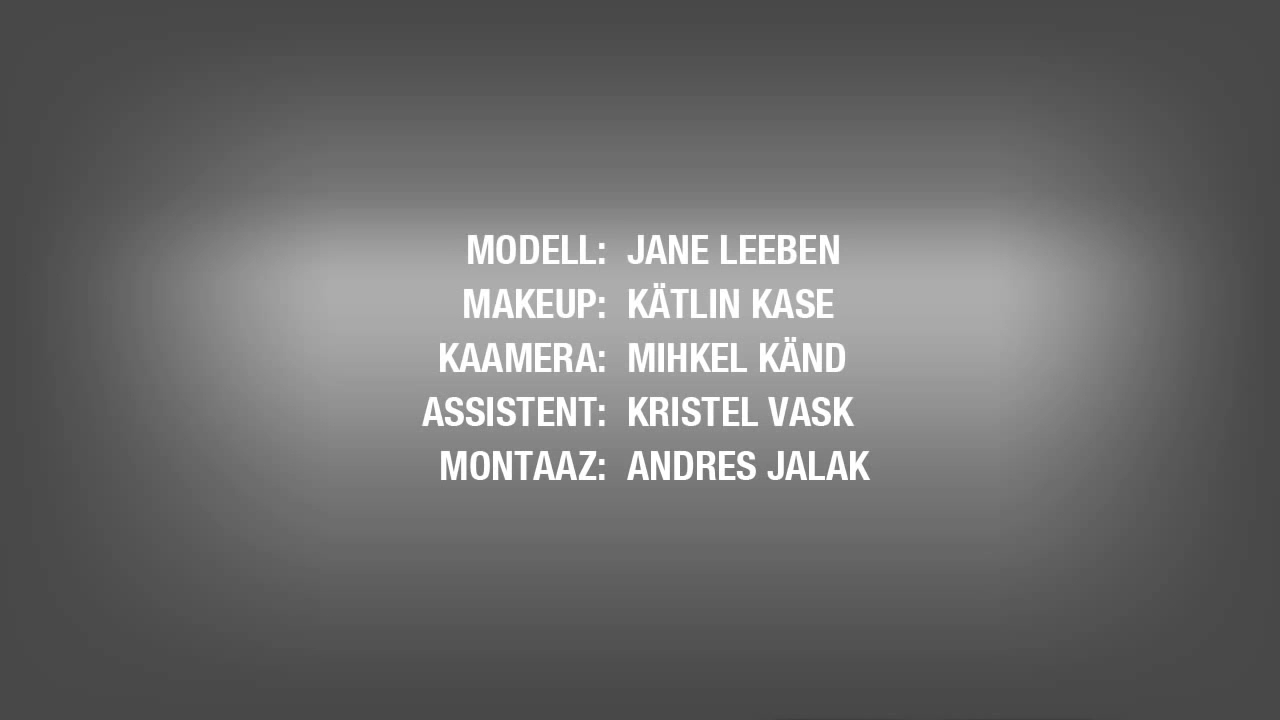 MODELL: JANE LEEBEN
MAKEUP: KÄTLIN KASE
KAAMERA: MIHKEL KÄND
ASSISTENT: KRISTEL VASK
MONTAAZ: ANDRES JALAK